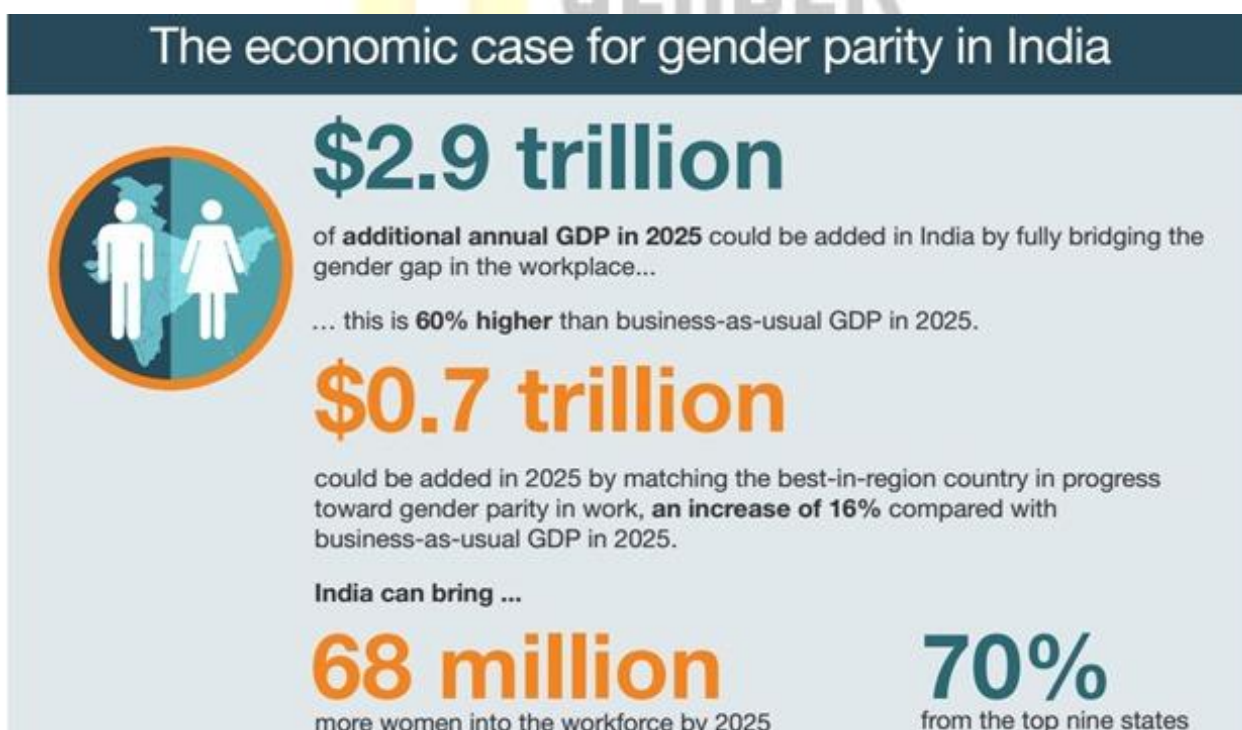 The economic case for gender parity in India
$2.9 trillion
of additional annual GDP in 2025 could be added in India by fully bridging the
gender gap in the workplace...
... this is 60% higher than business-as-usual GDP in 2025.
$0.7 trillion
could be added in 2025 by matching the best-in-region country in progress
toward gender parity in work, an increase of 16% compared with
business-as-usual GDP in 2025.
India can bring ...
68 million
more women into the workforce by 2025
70%
from the top nine states